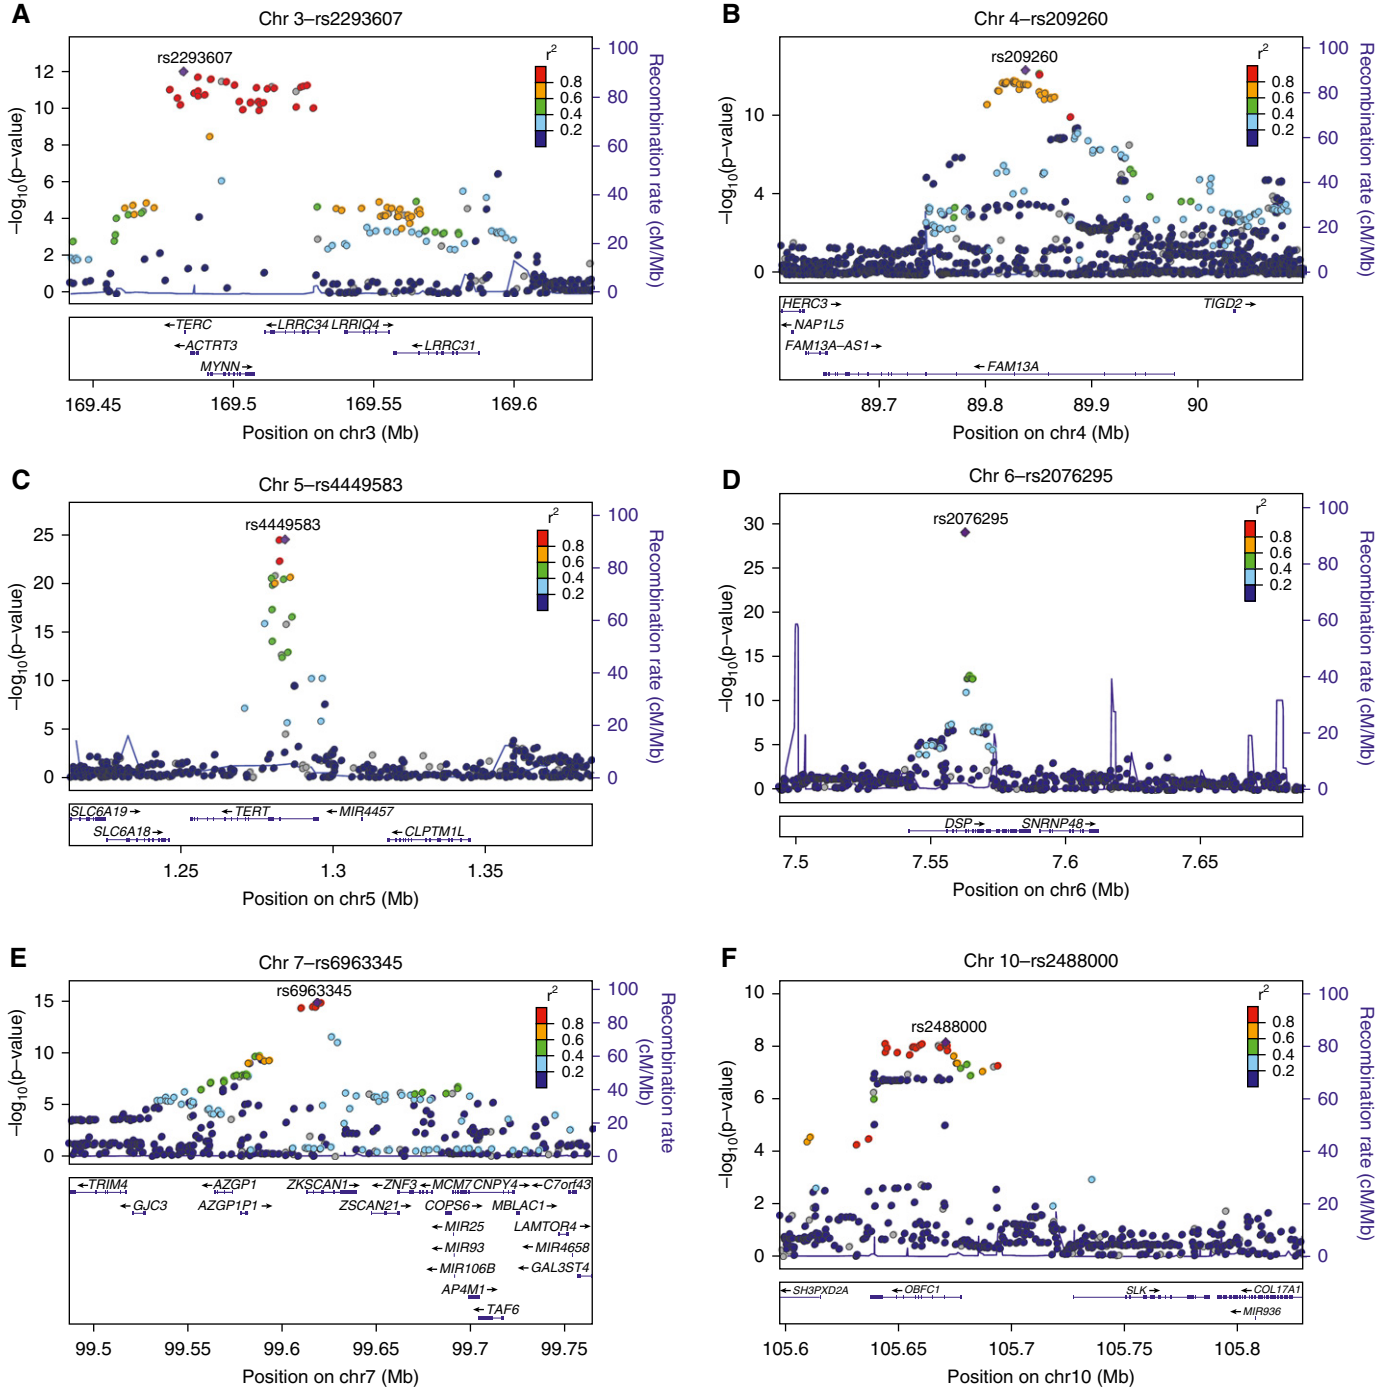 A
Chr 3–rs2293607
rs2293607
r2
0.8
0.6
0.4
0.2
12
10
8
6
4
2
0
–log10(p–value)
100
80
60
40
20
0
Recombination rate (cM/Mb)
TERC
LRRC34
LRRIQ4
ACTRT3
LRRC31
MYNN
169.45
169.5
169.55
169.6
Position on chr3 (Mb)
B
Chr 4–rs209260
rs209260
r2
0.8
0.6
0.4
0.2
10
4
0
–log10(p–value)
100
80
60
40
20
0
Recombination rate (cM/Mb)
HERC3
TIGD2
NAP1L5
FAM13A–AS1
FAM13A
89.7
89.8
89.9
90
Position on chr4 (Mb)
C
Chr 5–rs4449583
rs4449583
r2
0.8
0.6
0.4
0.2
25
20
15
10
5
0
–log10(p–value)
100
80
60
40
20
0
Recombination rate (cM/Mb)
SLC6A19
TERT
MIR4457
SLC6A18
CLPTM1L
1.25
1.3
1.35
Position on chr5 (Mb)
D
Chr 6–rs2076295
rs2076295
r2
0.8
0.6
0.4
0.2
30
25
20
15
10
5
0
–log10(p–value)
100
80
60
40
20
0
Recombination rate (cM/Mb)
DSP
SNRNP48
7.5
7.55
7.6
7.65
Position on chr6 (Mb)
E
Chr 7–rs6963345
rs6963345
r2
0.8
0.6
0.4
0.2
15
10
5
0
–log10(p–value)
100
80
60
40
20
0
Recombination rate
(cM/Mb)
TRIM4
AZGP1
ZKSCAN1
ZNF3
MCM7
CNPY4
C7orf43
GJC3
AZGP1P1
ZSCAN21
COPS6
MBLAC1
MIR25
LAMTOR4
MIR93
MIR4658
MIR106B
GAL3ST4
AP4M1
TAF6
99.5
99.55
99.6
99.65
99.7
99.75
Position on chr7 (Mb)
F
Chr 10–rs2488000
rs2488000
r2
0.8
0.6
0.4
0.2
10
8
6
4
2
0
–log10(p–value)
100
80
60
40
20
0
Recombination rate (cM/Mb)
SH3PXD2A
OBFC1
SLK
COL17A1
MIR936
105.6
105.65
105.7
105.75
105.8
Position on chr10 (Mb)